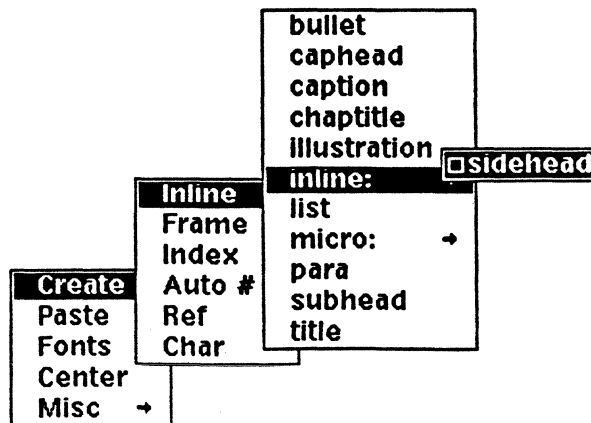 bullet
caphead
caption
chaptitle
illustration
inline:
□sidehead
list
micro: →
para
subhead
title
Inline
Frame
Index
Auto #
Ref
Char
Create
Paste
Fonts
Center
Misc →